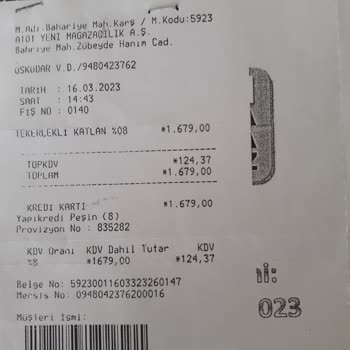 M.Adı.Bahariye Mah.Karş / M.Kodu:5923
A101 YENİ MAGAZACILIK A.Ş.
Bahriye Mah.Zübeyde Hanım Cad.
ÜSKÜDAR V.D./9480423762
TARİH : 16.03.2023
SAAT : 14:43
FİŞ NO : 0140
TEKERLEKLİ KATLAN %08 *1.679,00
TOPKDV *124,37
TOPLAM *1.679,00
KREDİ KARTI *1.679,00
Yapıkredi Peşin (8)
Provizyon No : 835282
KDV Oranı KDV Dahil Tutar KDV
%8 *1679,00 *124,37
Belge No: 59230011603323260147
Mersis No: 0948042376200016
Müşteri İsmi:
023